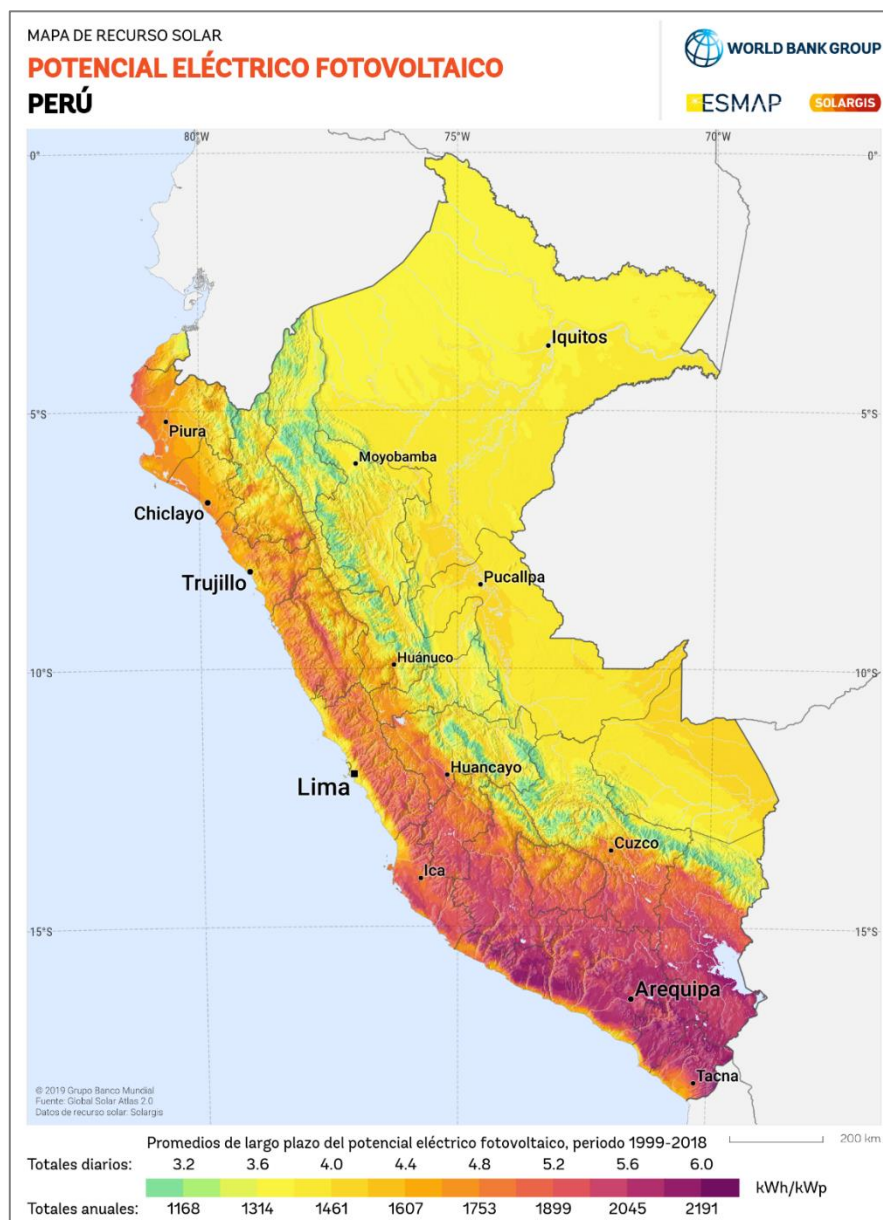 MAPA DE RECURSO SOLAR
POTENCIAL ELÉCTRICO FOTOVOLTAICO
PERÚ
WORLD BANK GROUP
ESMAP
SOLARGIS
80°W 75°W 70°W
0° 0°
Iquitos
5°S 5°S
Piura
Moyobamba
Chiclayo
Trujillo
Pucallpa
Huánuco
10°S 10°S
Huancayo
Lima
Cuzco
Ica
15°S 15°S
Arequipa
Tacna
© 2019 Grupo Banco Mundial
Fuente: Global Solar Atlas 2.0
Datos de recurso solar: Solargis
Promedios de largo plazo del potencial eléctrico fotovoltaico, periodo 1999-2018
200 km
Totales diarios: 3.2 3.6 4.0 4.4 4.8 5.2 5.6 6.0
kWh/kWp
Totales anuales: 1168 1314 1461 1607 1753 1899 2045 2191